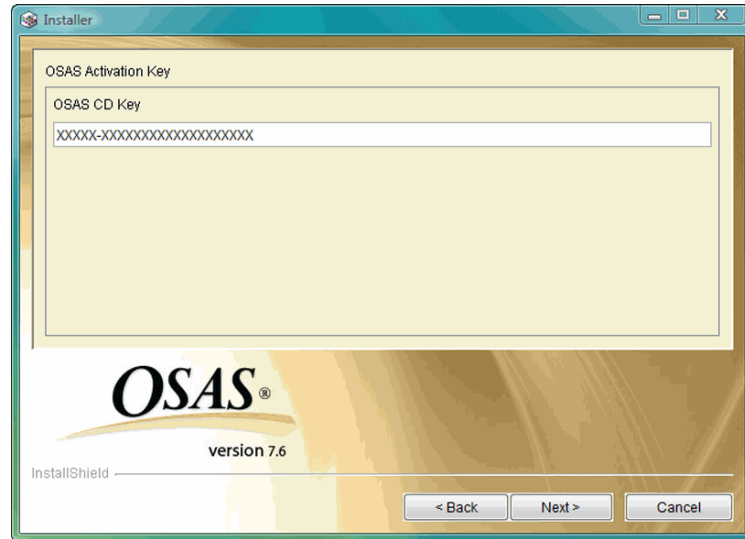 Installer
OSAS Activation Key
OSAS CD Key
XXXXX-XXXXXXXXXXXXXXXXXXX
OSAS®
version 7.6
InstallShield
< Back Next > Cancel